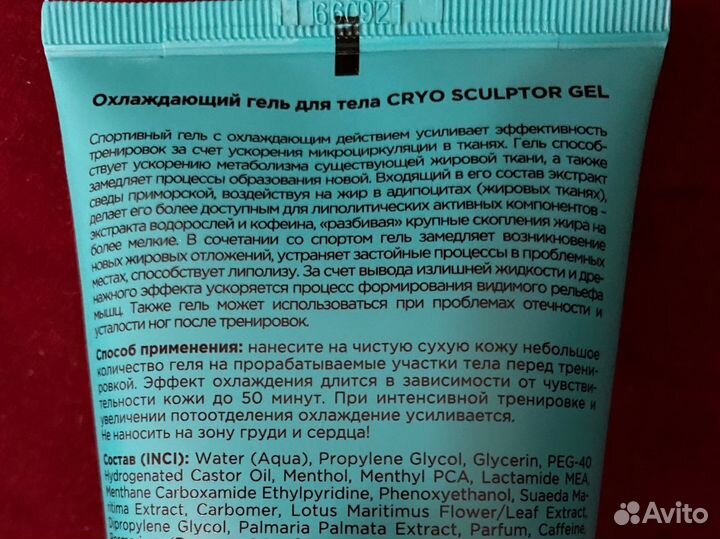 66092
Охлаждающий гель для тела CRYO SCULPTOR GEL
Спортивный гель с охлаждающим действием усиливает эффективность
тренировок за счет ускорения микроциркуляции в тканях. Гель способ-
ствует ускорению метаболизма существующей жировой ткани, а также
замедляет процессы образования новой. Входящий в его состав экстракт
сведы приморской, воздействуя на жир в адипоцитах (жировых тканях),
делает его более доступным для липолитических активных компонентов -
экстракта водорослей и кофеина, «разбивая» крупные скопления жира на
более мелкие. В сочетании со спортом гель замедляет возникновение
новых жировых отложений, устраняет застойные процессы в проблемных
местах, способствует липолизу. За счет вывода излишней жидкости и дре-
нажного эффекта ускоряется процесс формирования видимого рельефа
мышц. Также гель может использоваться при проблемах отечности и
усталости ног после тренировок.
Способ применения: нанесите на чистую сухую кожу небольшое
количество геля на прорабатываемые участки тела перед трени-
ровкой. Эффект охлаждения длится в зависимости от чувстви-
тельности кожи до 50 минут. При интенсивной тренировке и
увеличении потоотделения охлаждение усиливается.
Не наносить на зону груди и сердца!
Состав (INCI): Water (Aqua), Propylene Glycol, Glycerin, PEG-40
Hydrogenated Castor Oil, Menthol, Menthyl PCA, Lactamide MEA,
Menthane Carboxamide Ethylpyridine, Phenoxyethanol, Suaeda Ma-
ritima Extract, Carbomer, Lotus Maritimus Flower/Leaf Extract,
Dipropylene Glycol, Palmaria Palmata Extract, Parfum, Caffeine,
Avito